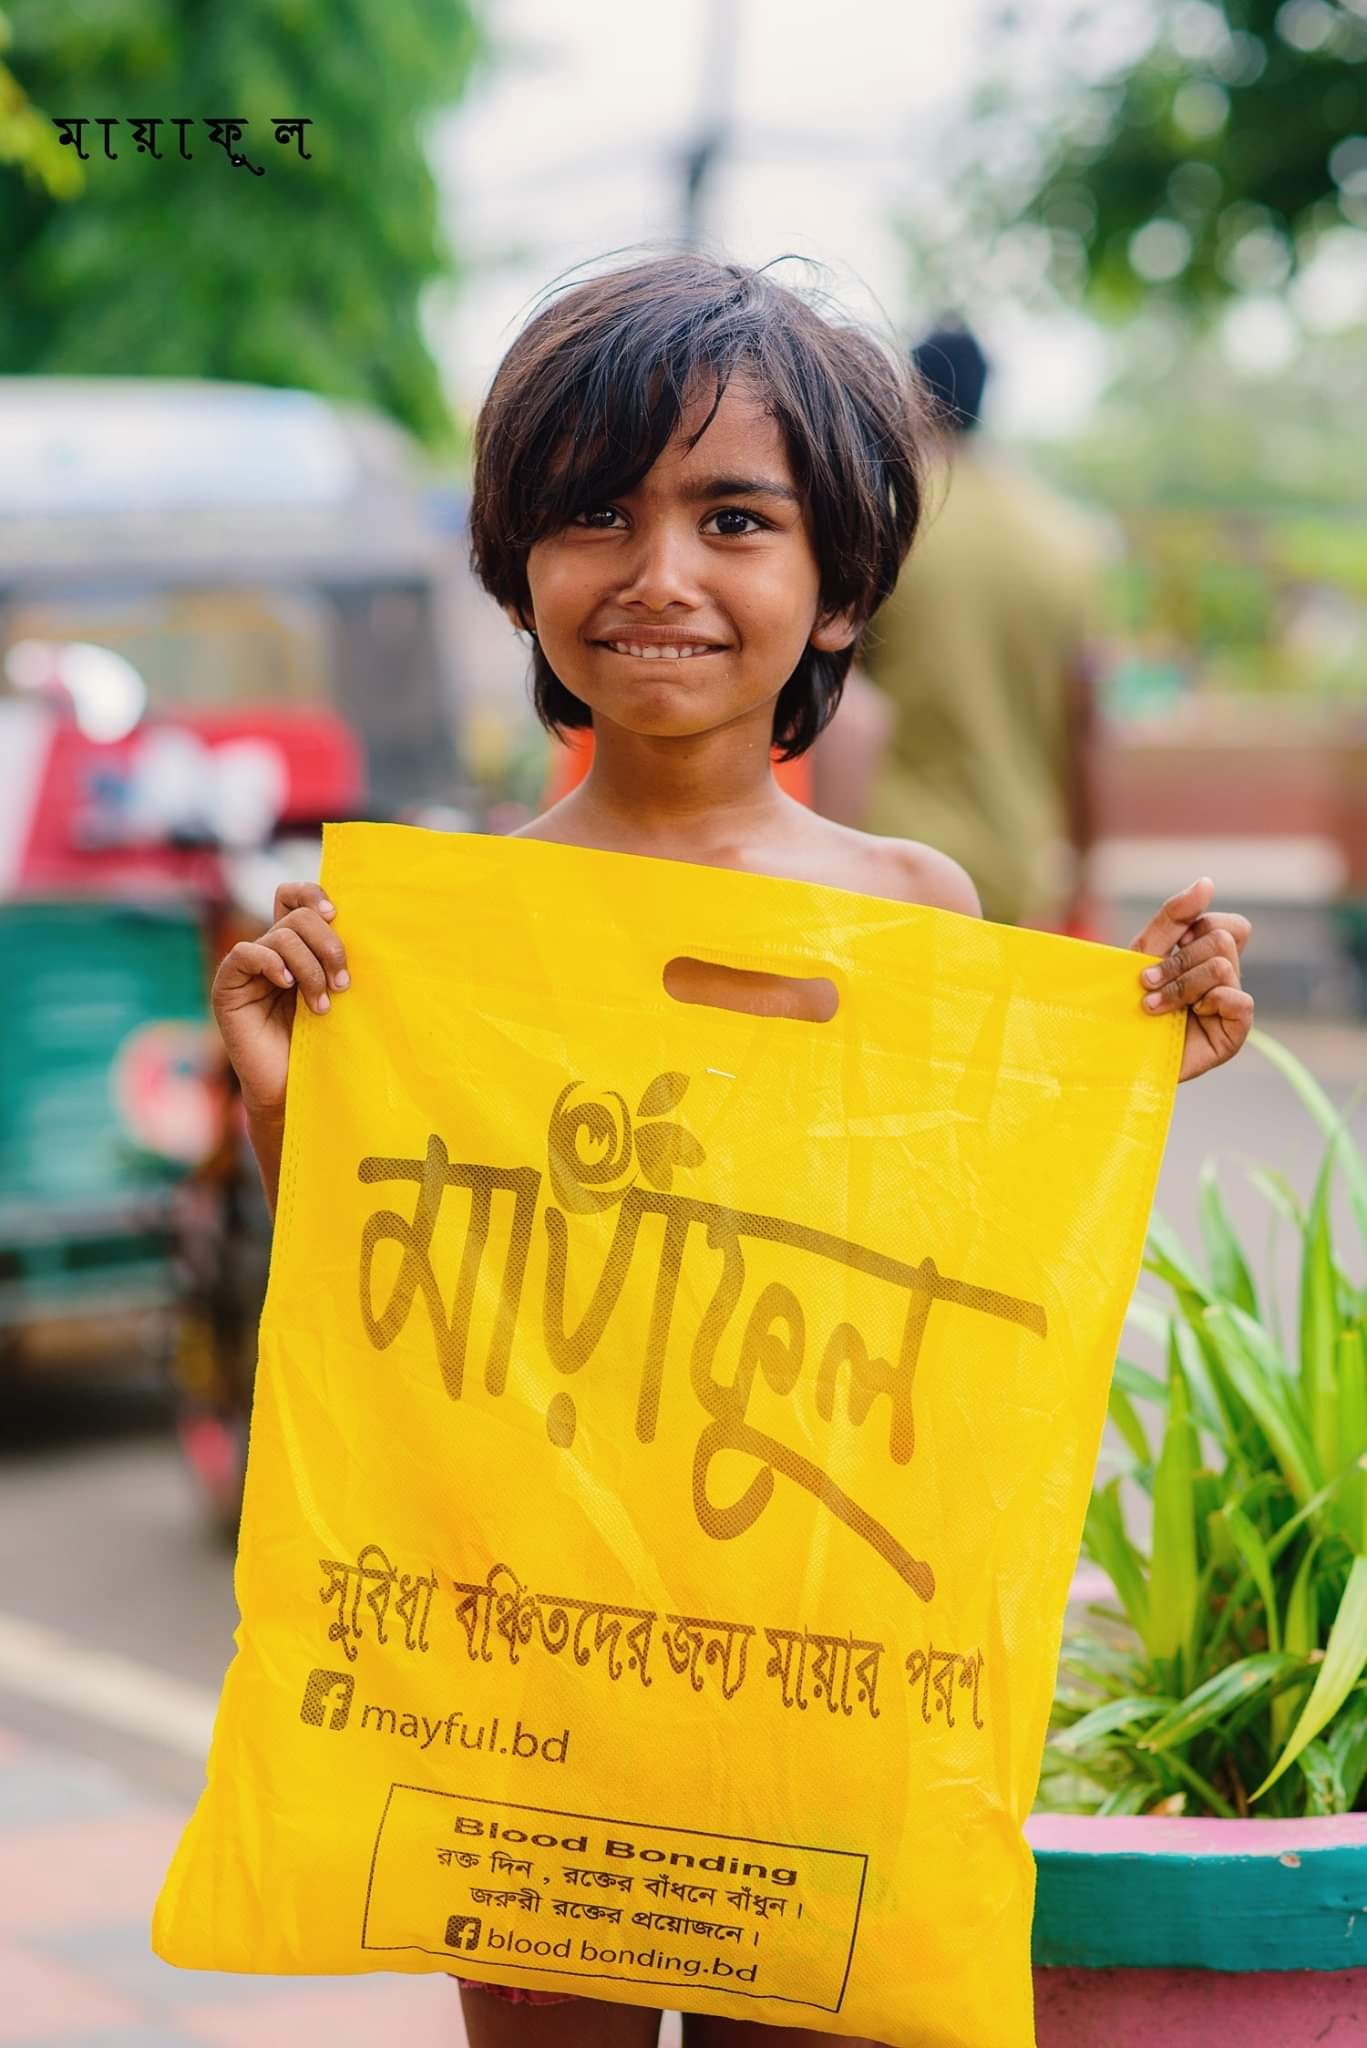 মায়াফুল
মায়াফুল
সুবিধা বঞ্চিতদের জন্য মায়ার পরশ
mayful.bd
Blood Bonding
রক্ত দিন, রক্তের বাঁধনে বাঁধুন।
জরুরী রক্তের প্রয়োজনে।
blood bonding.bd